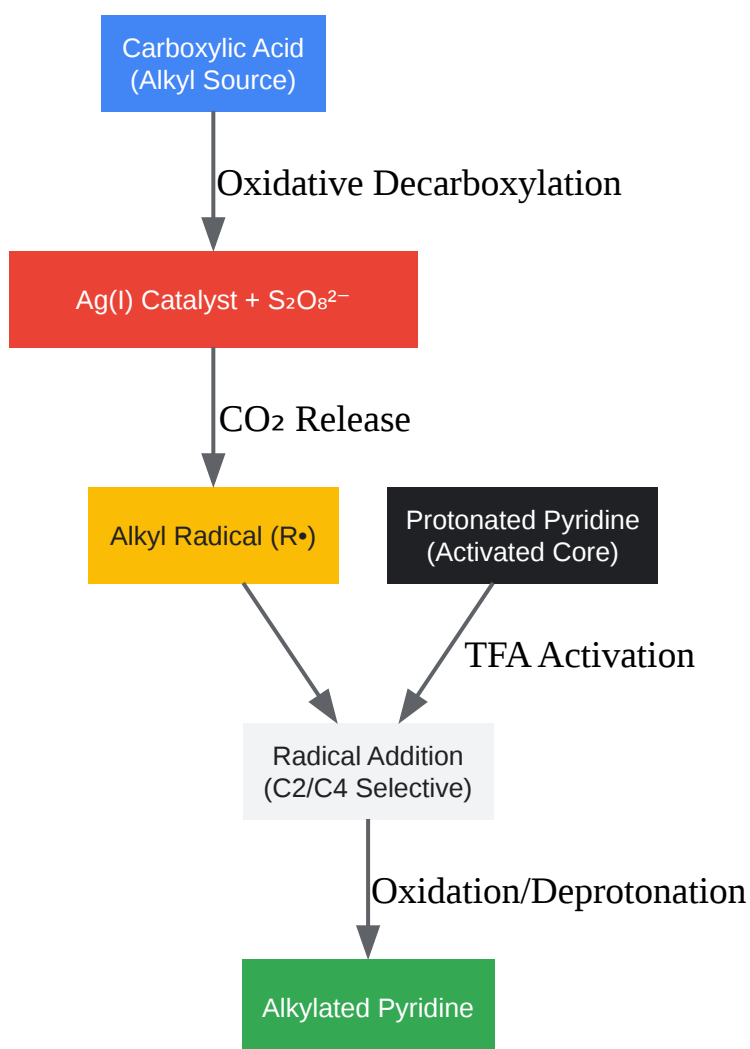 Carboxylic Acid
(Alkyl Source)
Oxidative Decarboxylation
Ag(I) Catalyst + S₂O₈²⁻
CO₂ Release
Alkyl Radical (R•)
Protonated Pyridine
(Activated Core)
TFA Activation
Radical Addition
(C2/C4 Selective)
Oxidation/Deprotonation
Alkylated Pyridine